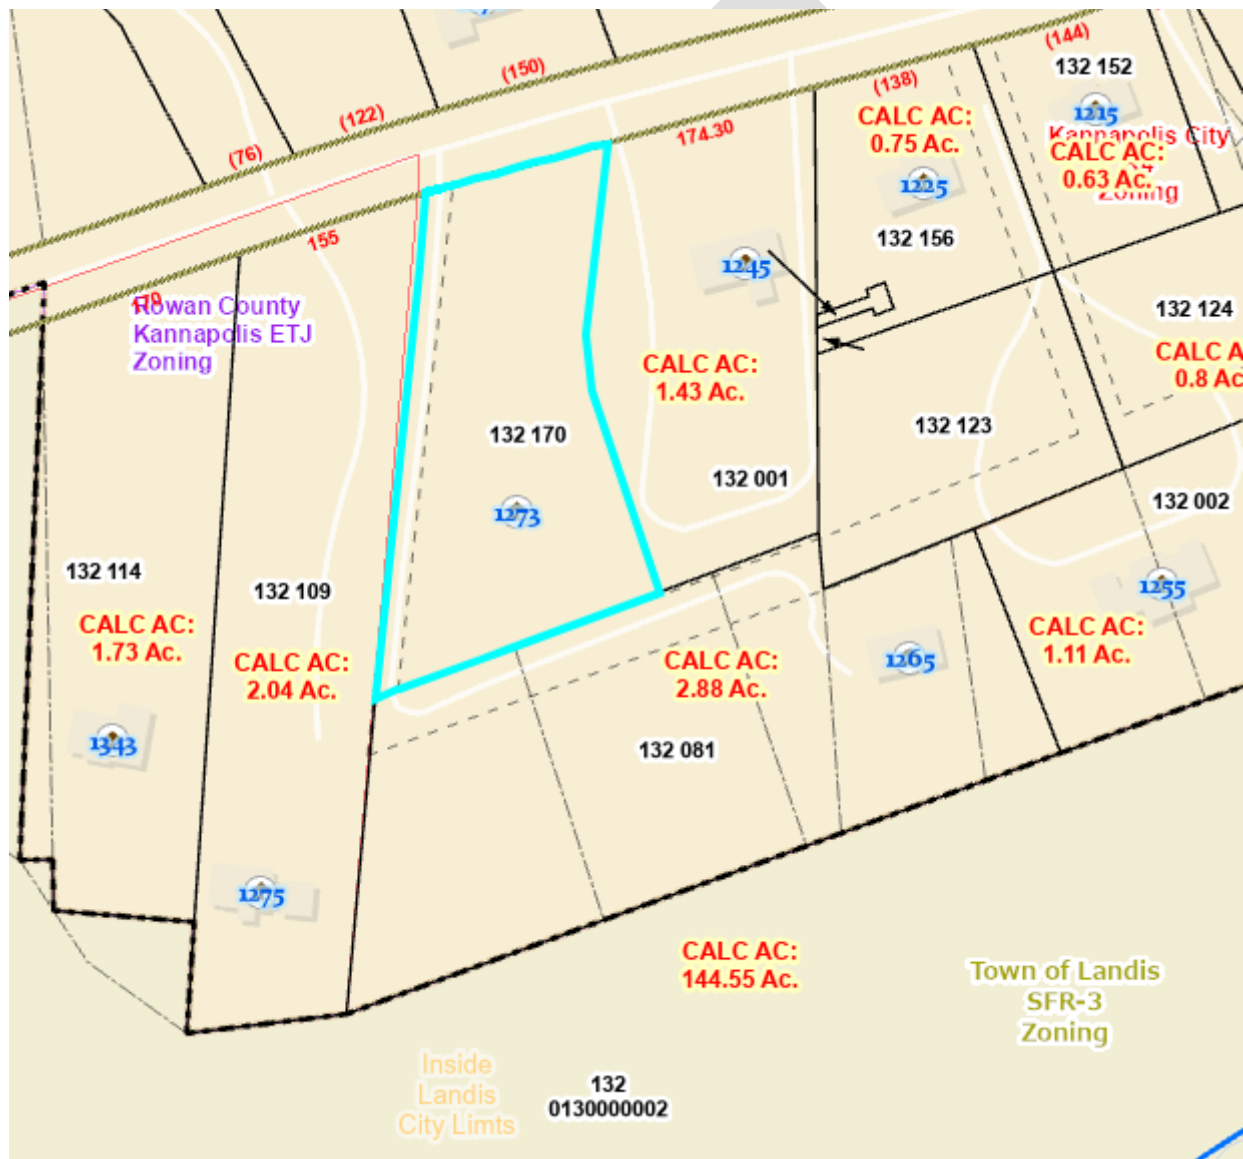 (144)
(150)
132 152
(138)
(122)
CALC AC:
0.75 Ac.
1215
174.30
Kannapolis City
(76)
CALC AC:
0.63 Ac.
Zoning
1225
155
132 156
1245
Rowan County
Kannapolis ETJ
Zoning
132 124
CALC A
0.8 Ac
CALC AC:
1.43 Ac.
132 170
132 123
132 001
132 002
1273
132 114
132 109
1255
CALC AC:
1.73 Ac.
CALC AC:
2.04 Ac.
CALC AC:
2.88 Ac.
1265
CALC AC:
1.11 Ac.
1343
132 081
1275
CALC AC:
144.55 Ac.
Town of Landis
SFR-3
Zoning
Inside
Landis
City Limts
132
0130000002